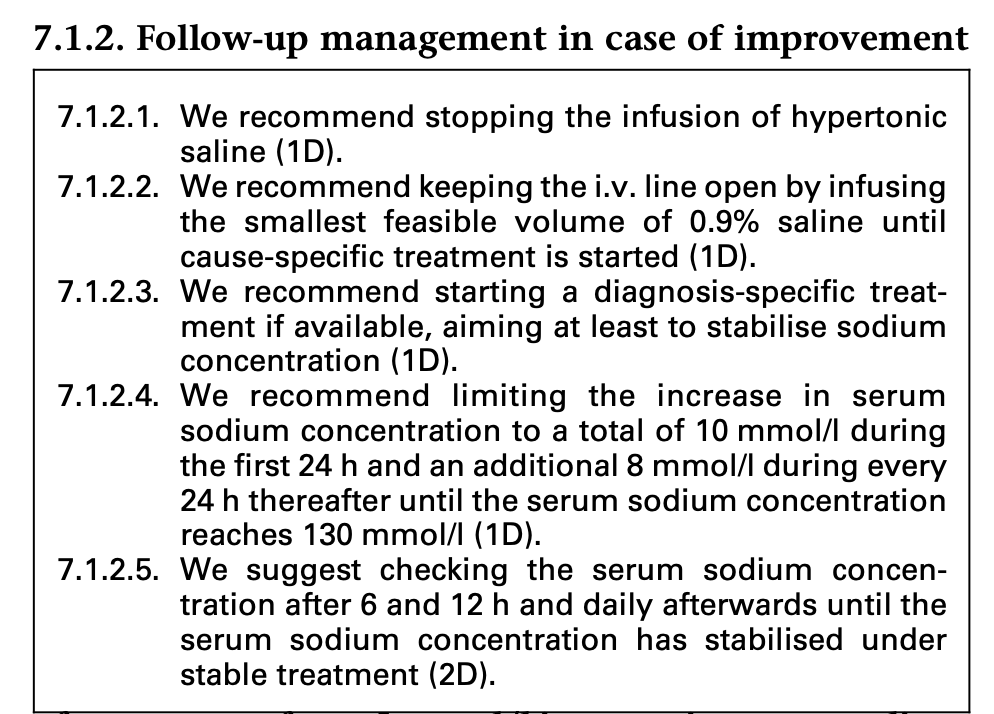 7.1.2. Follow-up management in case of improvement
7.1.2.1. We recommend stopping the infusion of hypertonic
saline (1D).
7.1.2.2. We recommend keeping the i.v. line open by infusing
the smallest feasible volume of 0.9% saline until
cause-specific treatment is started (1D).
7.1.2.3. We recommend starting a diagnosis-specific treat-
ment if available, aiming at least to stabilise sodium
concentration (1D).
7.1.2.4. We recommend limiting the increase in serum
sodium concentration to a total of 10 mmol/l during
the first 24 h and an additional 8 mmol/l during every
24 h thereafter until the serum sodium concentration
reaches 130 mmol/l (1D).
7.1.2.5. We suggest checking the serum sodium concen-
tration after 6 and 12 h and daily afterwards until the
serum sodium concentration has stabilised under
stable treatment (2D).